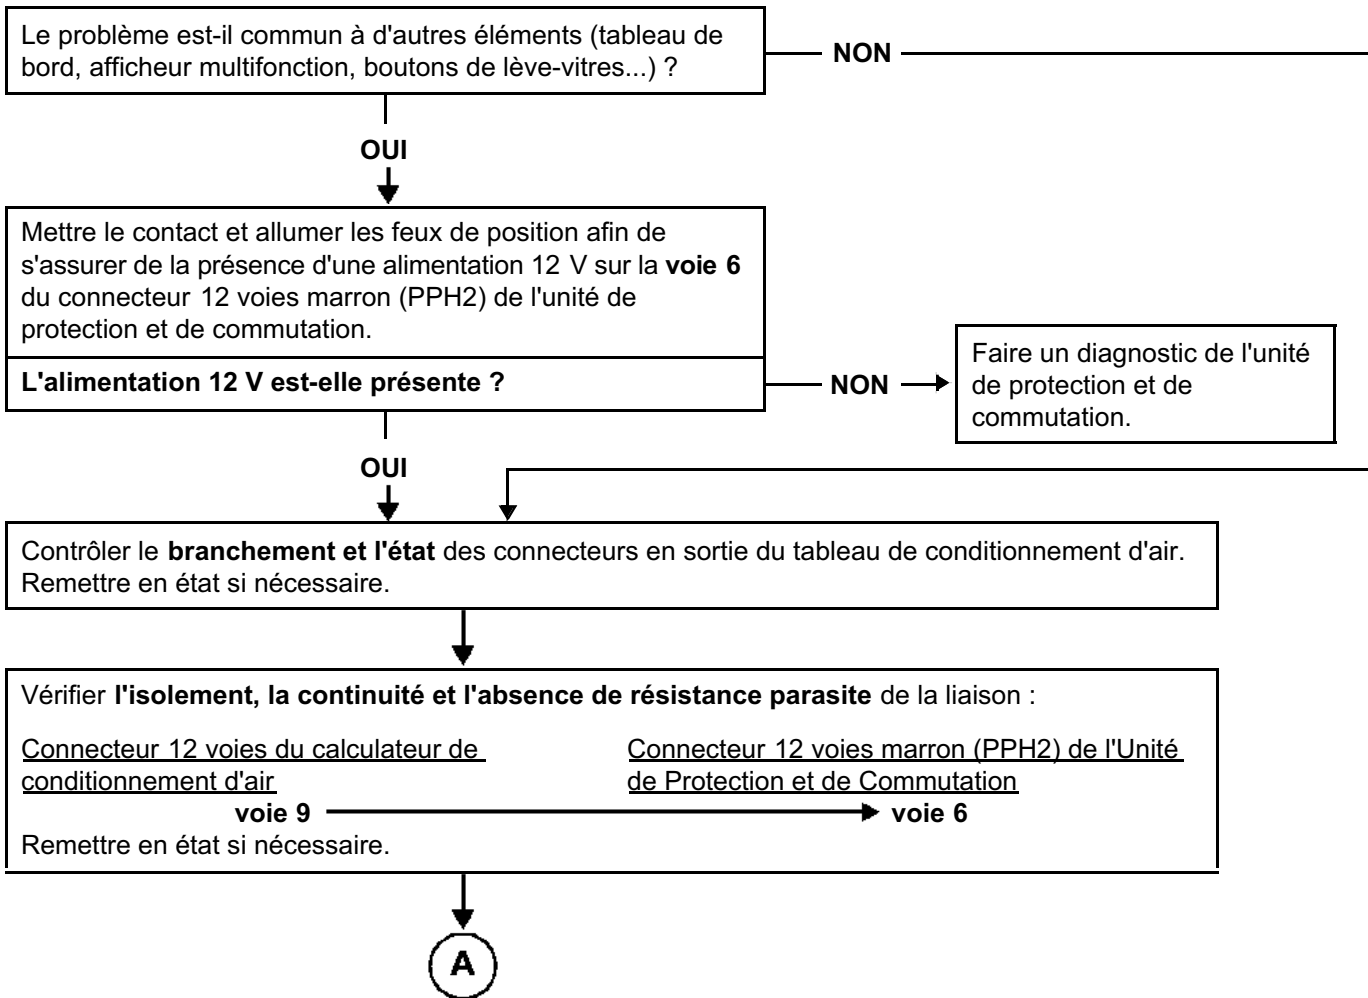 Le problème est-il commun à d'autres éléments (tableau de
bord, afficheur multifonction, boutons de lève-vitres...) ?
NON
OUI
Mettre le contact et allumer les feux de position afin de
s'assurer de la présence d'une alimentation 12 V sur la voie 6
du connecteur 12 voies marron (PPH2) de l'unité de
protection et de commutation.
L'alimentation 12 V est-elle présente ?
NON
Faire un diagnostic de l'unité
de protection et de
commutation.
OUI
Contrôler le branchement et l'état des connecteurs en sortie du tableau de conditionnement d'air.
Remettre en état si nécessaire.
Vérifier l'isolement, la continuité et l'absence de résistance parasite de la liaison :
Connecteur 12 voies du calculateur de
conditionnement d'air
Connecteur 12 voies marron (PPH2) de l'Unité
de Protection et de Commutation
voie 9
voie 6
Remettre en état si nécessaire.
A